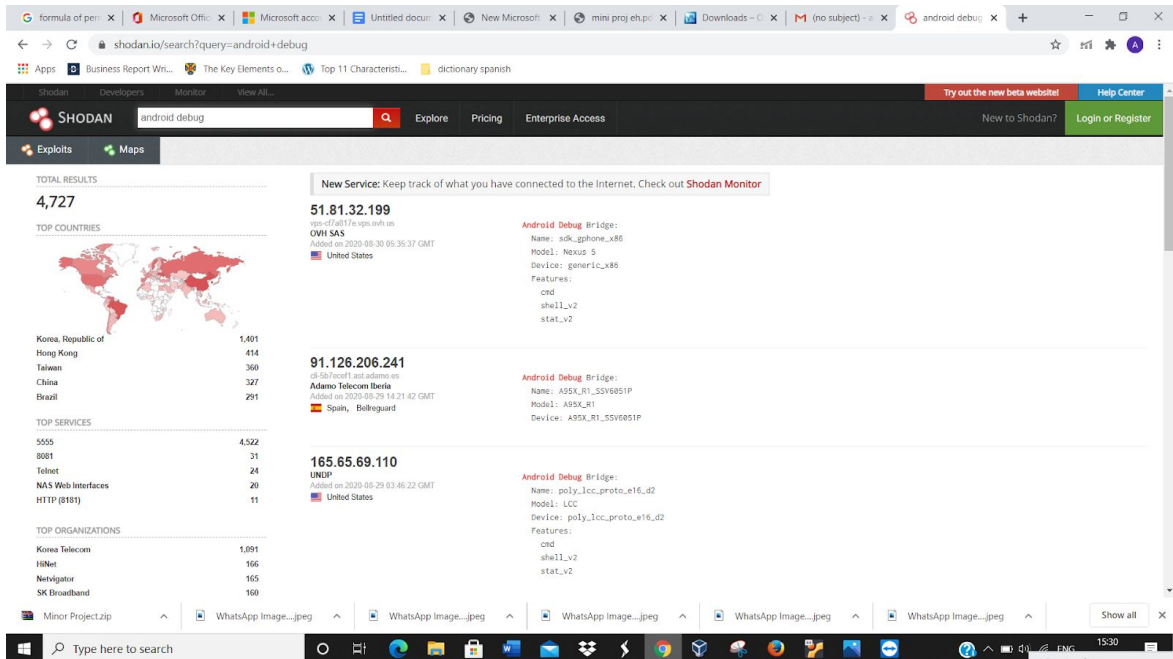 formula of perm
Microsoft Offic
Microsoft acco
Untitled docum
New Microsoft
mini proj eh.pd
Downloads – C
(no subject) - a
android debug
shodan.io/search?query=android+debug
Apps
Business Report Wri...
The Key Elements o...
Top 11 Characteristi...
dictionary spanish
Shodan Developers Monitor View All...
Try out the new beta website!
Help Center
SHODAN
android debug
Explore Pricing Enterprise Access
New to Shodan?
Login or Register
Exploits Maps
TOTAL RESULTS
4,727
TOP COUNTRIES
Korea, Republic of 1,401
Hong Kong 414
Taiwan 360
China 327
Brazil 291
TOP SERVICES
5555 4,522
8081 31
Telnet 24
NAS Web Interfaces 20
HTTP (8181) 11
TOP ORGANIZATIONS
Korea Telecom 1,091
HiNet 166
Netvigator 165
SK Broadband 160
New Service: Keep track of what you have connected to the Internet. Check out Shodan Monitor
51.81.32.199
vps-cf7a817e.vps.ovh.us
OVH SAS
Added on 2020-08-30 05:35:37 GMT
United States
Android Debug Bridge:
Name: sdk_gphone_x86
Model: Nexus 5
Device: generic_x86
Features:
cmd
shell_v2
stat_v2
91.126.206.241
cli-5b7ecef1.ast.adamo.es
Adamo Telecom Iberia
Added on 2020-08-29 14:21:42 GMT
Spain, Bellreguard
Android Debug Bridge:
Name: A95X_R1_SSV6051P
Model: A95X_R1
Device: A95X_R1_SSV6051P
165.65.69.110
UNDP
Added on 2020-08-29 03:46:22 GMT
United States
Android Debug Bridge:
Name: poly_lcc_proto_e16_d2
Model: LCC
Device: poly_lcc_proto_e16_d2
Features:
cmd
shell_v2
stat_v2
Minor Project.zip
WhatsApp Image....jpeg
WhatsApp Image....jpeg
WhatsApp Image....jpeg
WhatsApp Image....jpeg
WhatsApp Image....jpeg
Show all
Type here to search
ENG
15:30